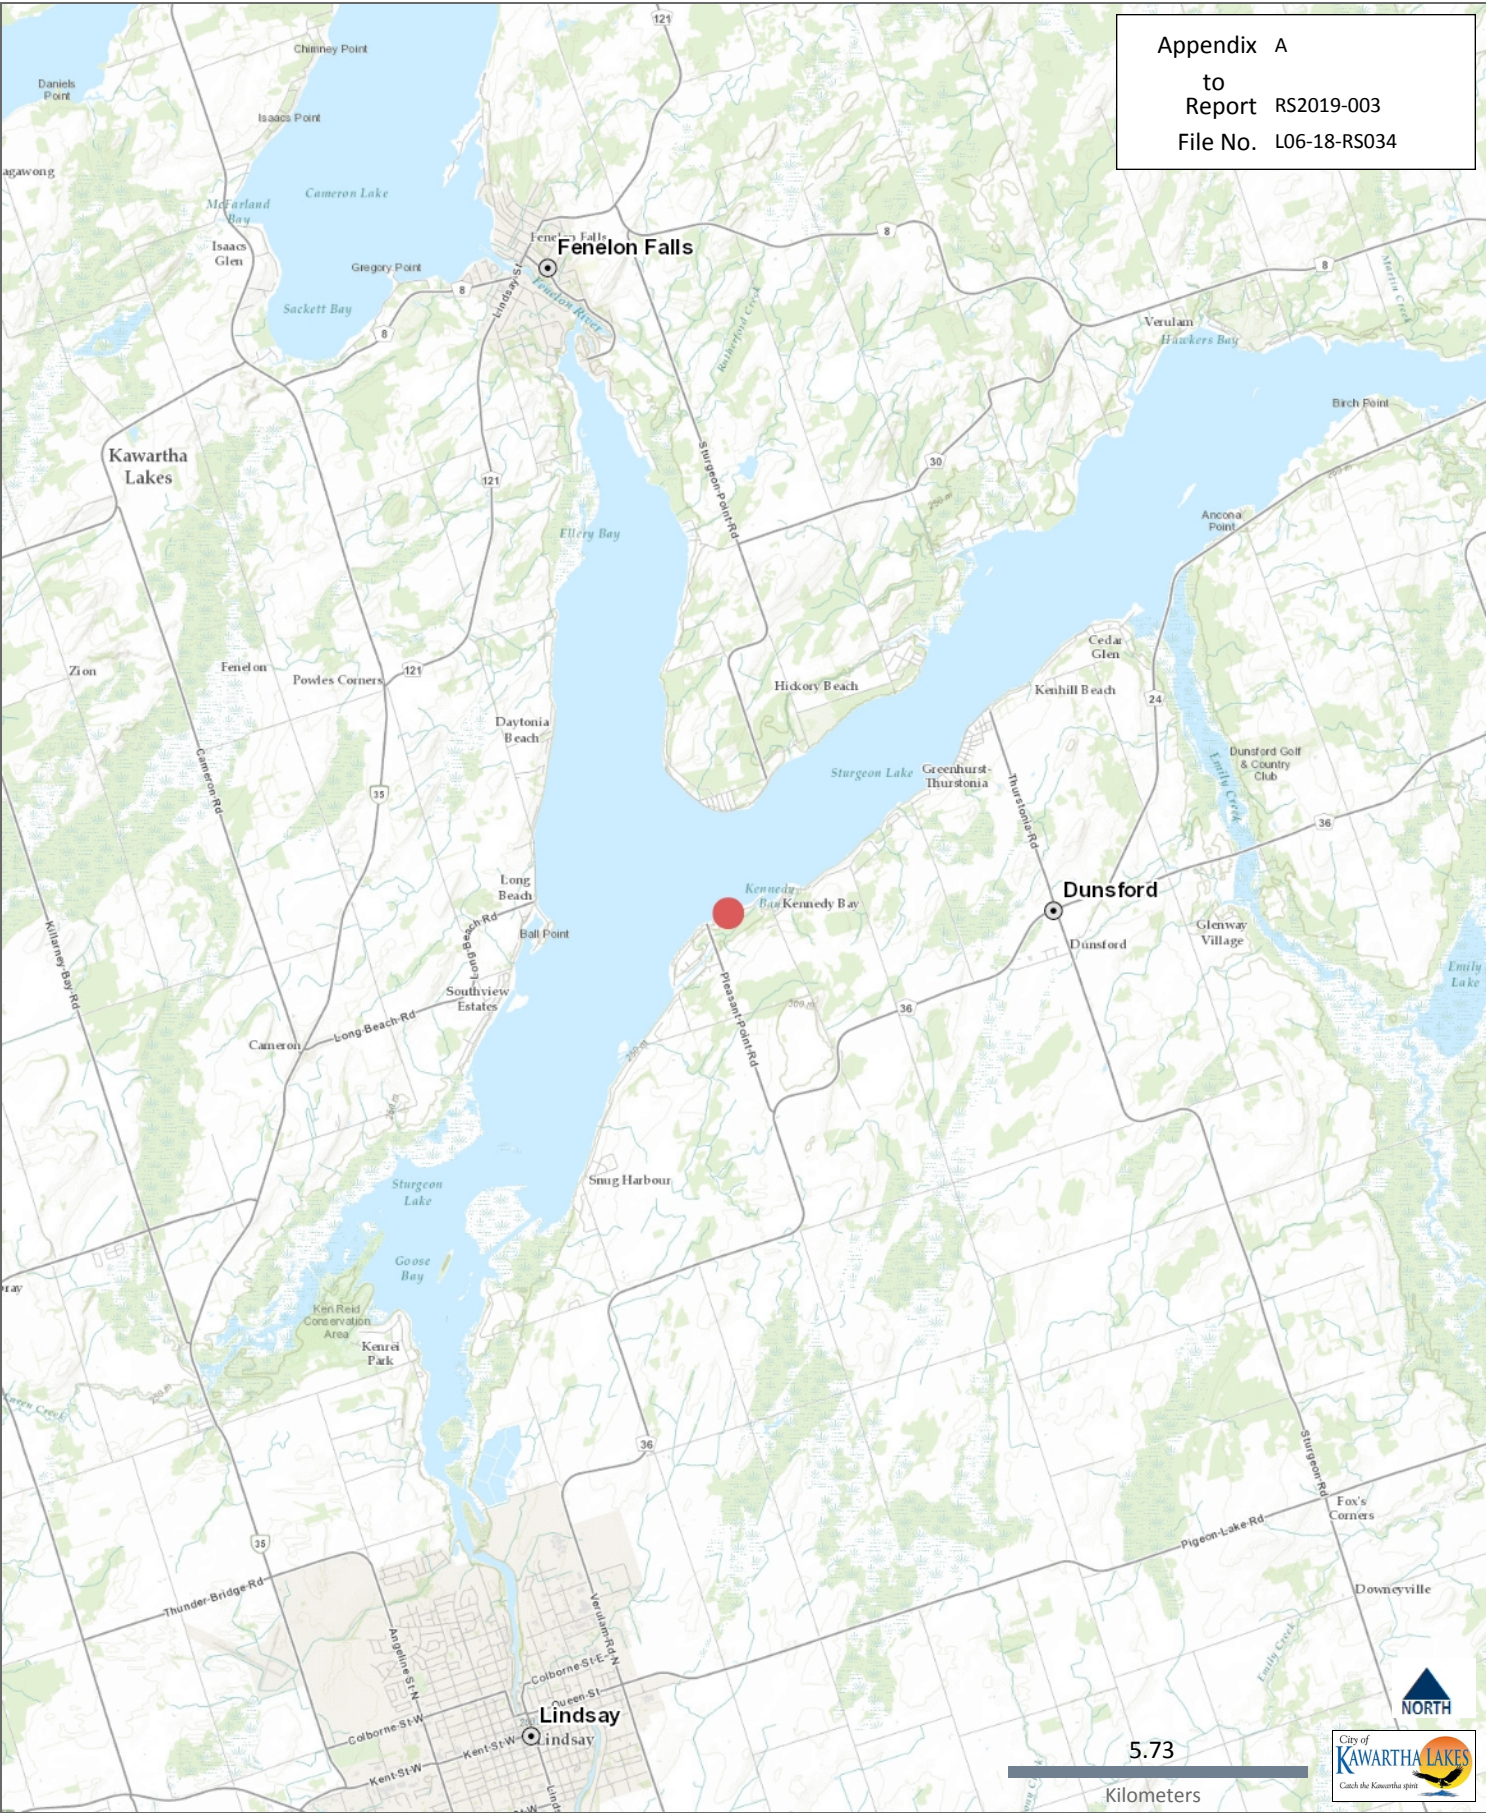 Appendix A
to
Report RS2019-003
File No. L06-18-RS034
121
Chimney Point
Daniels
Point
Isaacs Point
agawong
Cameron Lake
McFarland
Bay
Isaacs
Glen
Gregory Point
Sackett Bay
Fenelon Falls
Fenelon Falls
Lindsay St
Fenelon River
8
8
8
8
Rutherford Creek
Martin Creek
Verulam
Hawkers Bay
Birch Point
Kawartha
Lakes
121
Sturgeon Point Rd
30
250 m
Ellery Bay
Ancona
Point
Zion
Fenelon
Powles Corners
121
Hickory Beach
Cedar
Glen
Kenhill Beach
24
Daytonia
Beach
Cameron Rd
35
Sturgeon Lake
Greenhurst-
Thurstonia
Thurstonia Rd
Emily Creek
Dunsford Golf
& Country
Club
36
Long
Beach
Long Beach Rd
Ball Point
Kennedy
Bay
Kennedy Bay
Dunsford
Dunsford
Glenway
Village
Emily
Lake
Killarney Bay Rd
Southview
Estates
Long Beach Rd
Cameron
Pleasant Point Rd
300 m
36
250 m
Sturgeon
Lake
Snug Harbour
Goose
Bay
Ken Reid
Conservation
Area
Kenrei
Park
ray
250 m
36
Sturgeon Rd
Fox's
Corners
Pigeon Lake Rd
Downeyville
35
Thunder Bridge Rd
Angeline St N
Verulam Rd N
Colborne St E
Queen St
Colborne St W
Kent St W
Kent St W
Lindsay
Lindsay
Emily Creek
NORTH
5.73
Kilometers
City of
KAWARTHA LAKES
Catch the Kawartha spirit